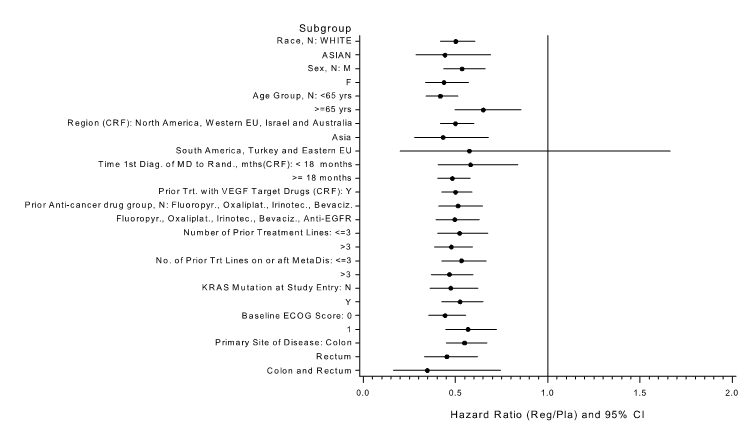 Subgroup
Race, N: WHITE
ASIAN
Sex, N: M
F
Age Group, N: <65 yrs
>=65 yrs
Region (CRF): North America, Western EU, Israel and Australia
Asia
South America, Turkey and Eastern EU
Time 1st Diag. of MD to Rand., mths(CRF): < 18 months
>= 18 months
Prior Trt. with VEGF Target Drugs (CRF): Y
Prior Anti-cancer drug group, N: Fluoropyr., Oxaliplat., Irinotec., Bevaciz.
Fluoropyr., Oxaliplat., Irinotec., Bevaciz., Anti-EGFR
Number of Prior Treatment Lines: <=3
>3
No. of Prior Trt Lines on or aft MetaDis: <=3
>3
KRAS Mutation at Study Entry: N
Y
Baseline ECOG Score: 0
1
Primary Site of Disease: Colon
Rectum
Colon and Rectum
0.0 0.5 1.0 1.5 2.0
Hazard Ratio (Reg/Pla) and 95% CI